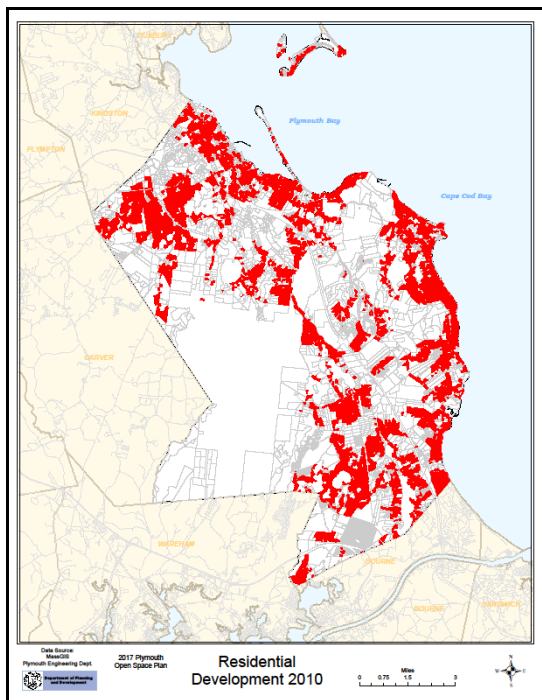 DUXBURY
KINGSTON
Plymouth Bay
PLYMPTON
Cape Cod Bay
CARVER
WAREHAM
BOURNE
BOURNE
SANDWICH
Data Source:
MassGIS
Plymouth Engineering Dept.
Department of Planning
and Development
2017 Plymouth
Open Space Plan
Residential
Development 2010
Miles
0 0.75 1.5 3
N